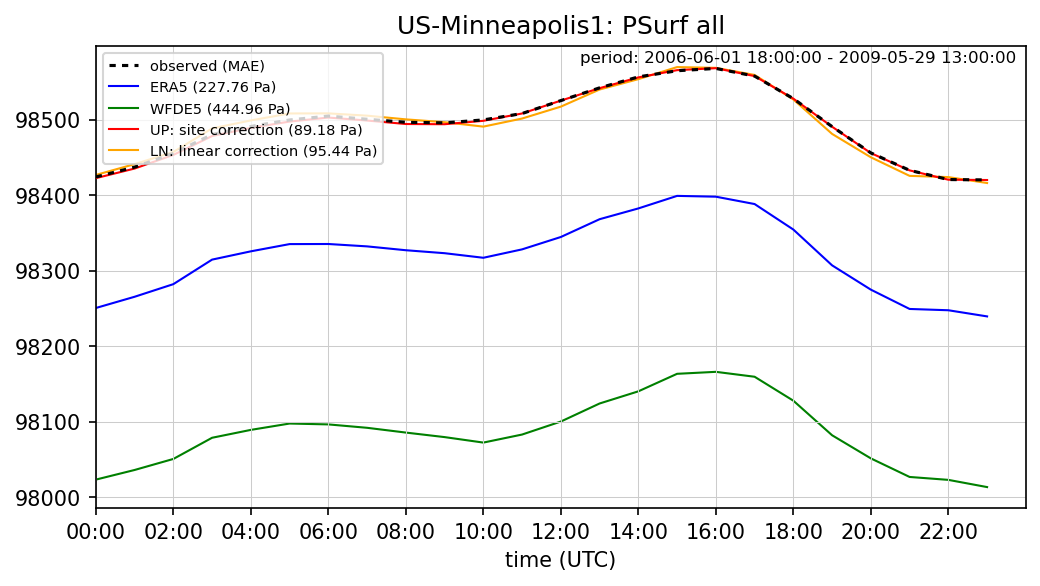 US-Minneapolis1: PSurf all
period: 2006-06-01 18:00:00 - 2009-05-29 13:00:00
observed (MAE)
ERA5 (227.76 Pa)
WFDE5 (444.96 Pa)
UP: site correction (89.18 Pa)
LN: linear correction (95.44 Pa)
98500
98400
98300
98200
98100
98000
00:00 02:00 04:00 06:00 08:00 10:00 12:00 14:00 16:00 18:00 20:00 22:00
time (UTC)